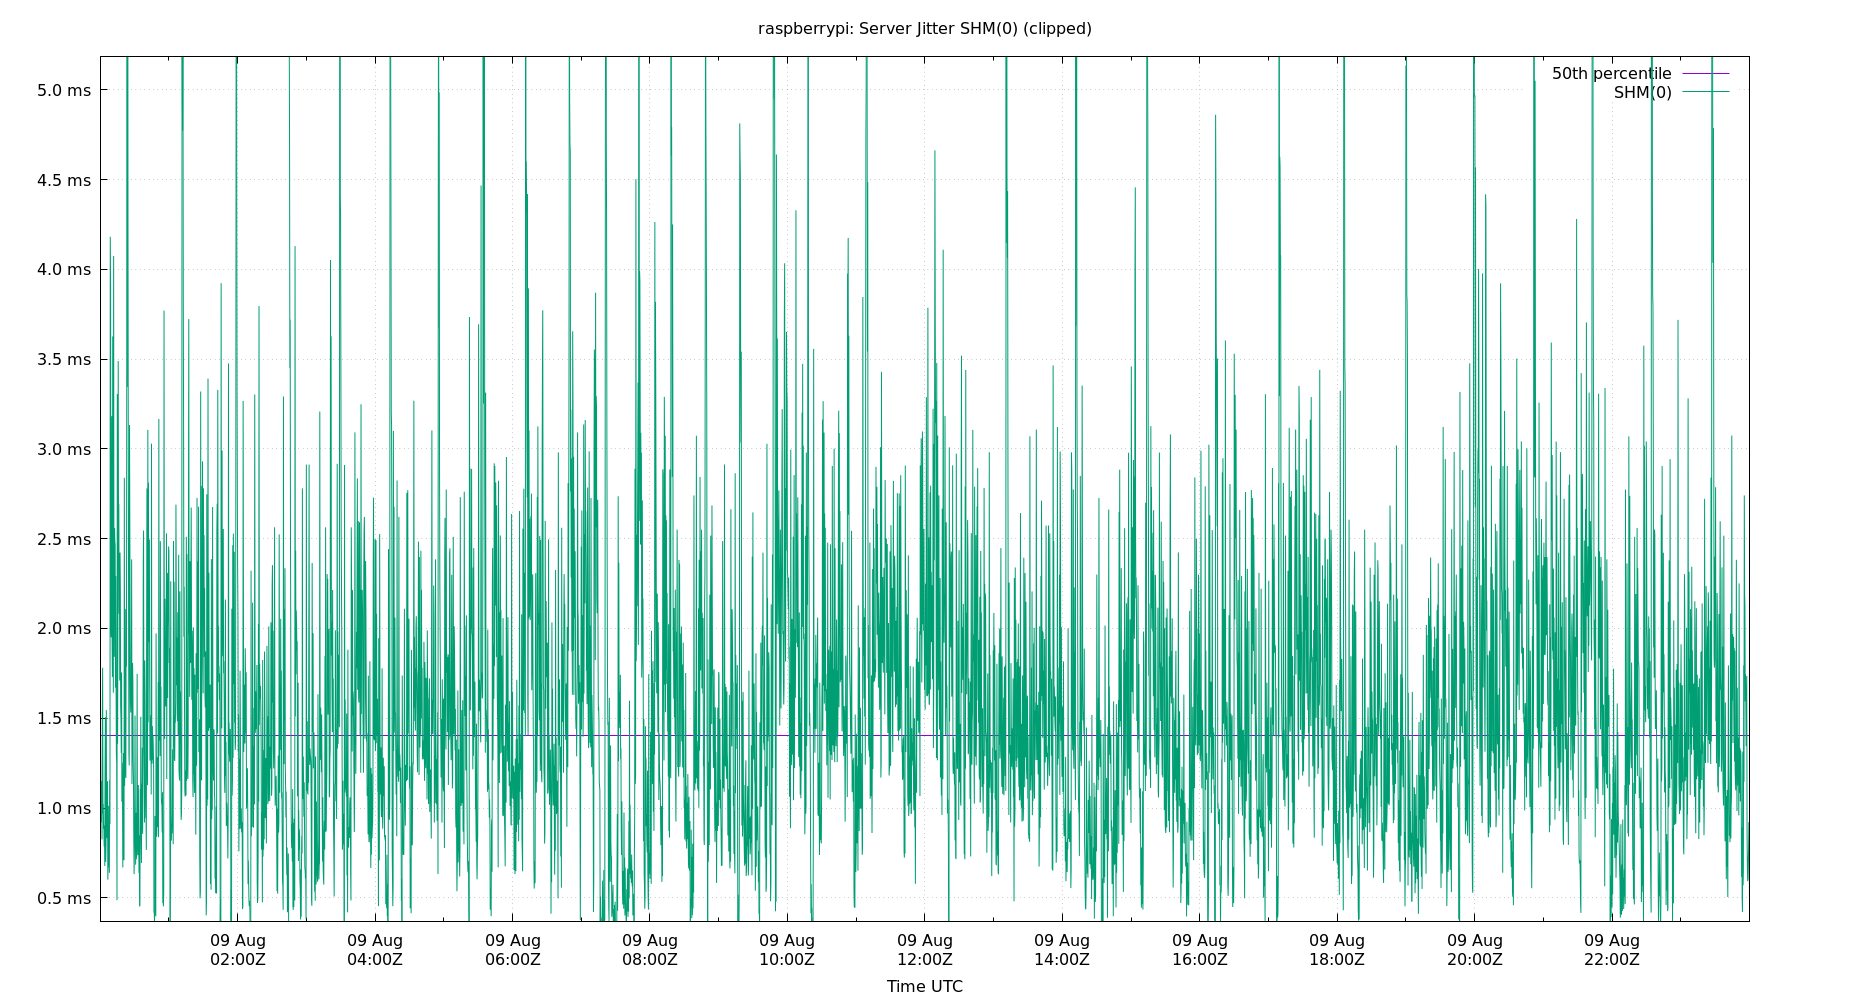 raspberrypi: Server Jitter SHM(0) (clipped)
50th percentile
SHM(0)
5.0 ms
4.5 ms
4.0 ms
3.5 ms
3.0 ms
2.5 ms
2.0 ms
1.5 ms
1.0 ms
0.5 ms
09 Aug 09 Aug 09 Aug 09 Aug 09 Aug 09 Aug 09 Aug 09 Aug 09 Aug 09 Aug 09 Aug
02:00Z 04:00Z 06:00Z 08:00Z 10:00Z 12:00Z 14:00Z 16:00Z 18:00Z 20:00Z 22:00Z
Time UTC